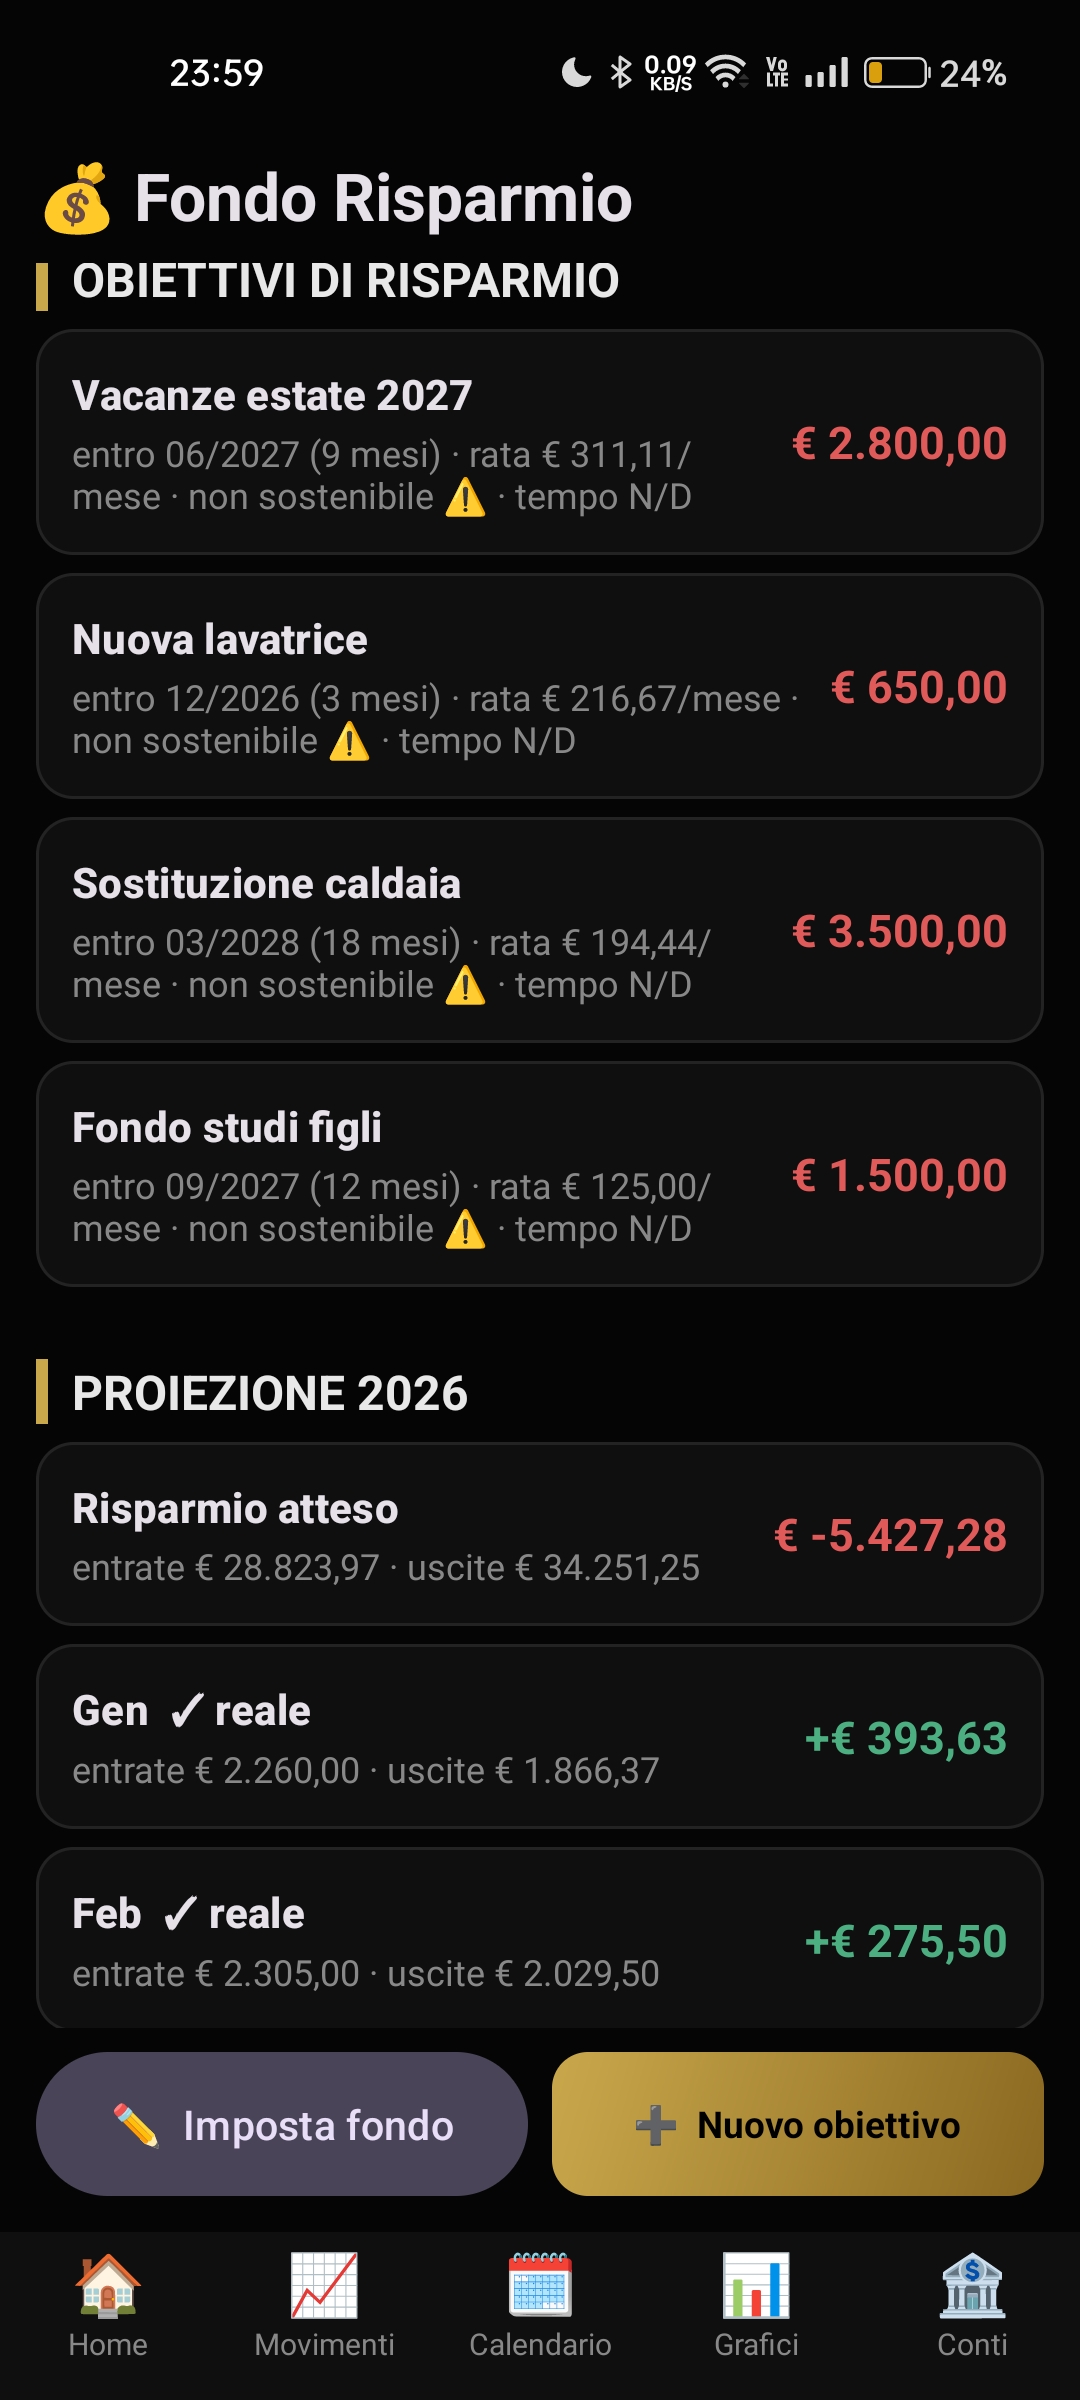 23:59
0.09
KB/S
Vo
LTE
24%
Fondo Risparmio
OBIETTIVI DI RISPARMIO
Vacanze estate 2027
entro 06/2027 (9 mesi) · rata € 311,11/
mese · non sostenibile ⚠️ · tempo N/D
€ 2.800,00
Nuova lavatrice
entro 12/2026 (3 mesi) · rata € 216,67/mese ·
non sostenibile ⚠️ · tempo N/D
€ 650,00
Sostituzione caldaia
entro 03/2028 (18 mesi) · rata € 194,44/
mese · non sostenibile ⚠️ · tempo N/D
€ 3.500,00
Fondo studi figli
entro 09/2027 (12 mesi) · rata € 125,00/
mese · non sostenibile ⚠️ · tempo N/D
€ 1.500,00
PROIEZIONE 2026
Risparmio atteso
entrate € 28.823,97 · uscite € 34.251,25
€ -5.427,28
Gen ✓ reale
entrate € 2.260,00 · uscite € 1.866,37
+€ 393,63
Feb ✓ reale
entrate € 2.305,00 · uscite € 2.029,50
+€ 275,50
Imposta fondo
Nuovo obiettivo
Home
Movimenti
Calendario
Grafici
Conti